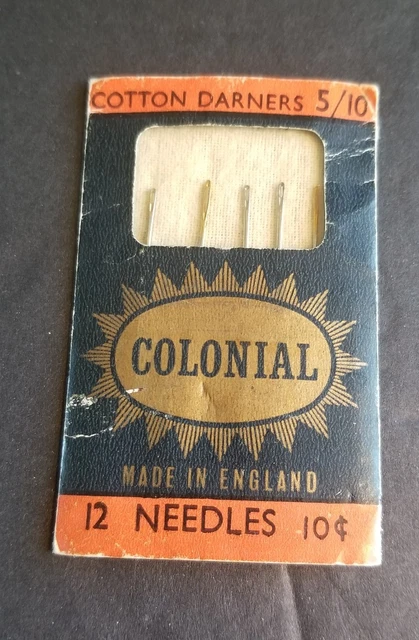 COTTON DARNERS 5/10
COLONIAL
MADE IN ENGLAND
12 NEEDLES 10¢